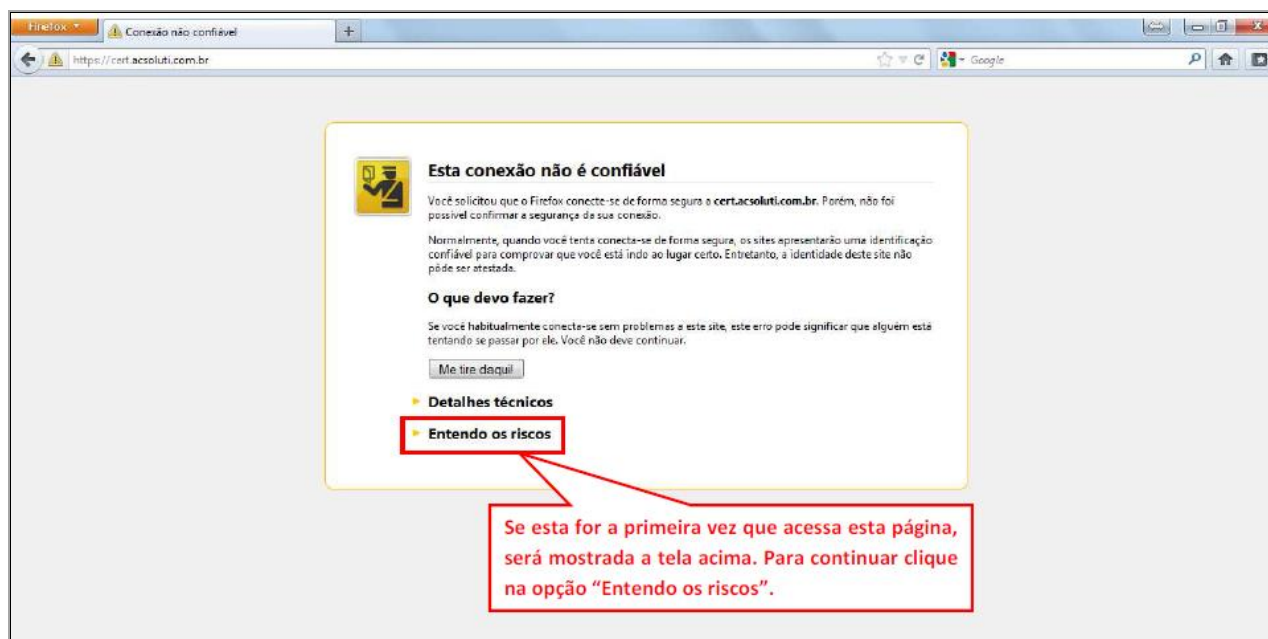 Firefox
Conexão não confiável
+
https://cert.acsoluti.com.br
Google
Esta conexão não é confiável
Você solicitou que o Firefox conecte-se de forma segura a cert.acsoluti.com.br. Porém, não foi
possível confirmar a segurança da sua conexão.
Normalmente, quando você tenta conecta-se de forma segura, os sites apresentarão uma identificação
confiável para comprovar que você está indo ao lugar certo. Entretanto, a identidade deste site não
pôde ser atestada.
O que devo fazer?
Se você habitualmente conecta-se sem problemas a este site, este erro pode significar que alguém está
tentando se passar por ele. Você não deve continuar.
Me tire daqui!
Detalhes técnicos
Entendo os riscos
Se esta for a primeira vez que acessa esta página,
será mostrada a tela acima. Para continuar clique
na opção “Entendo os riscos”.